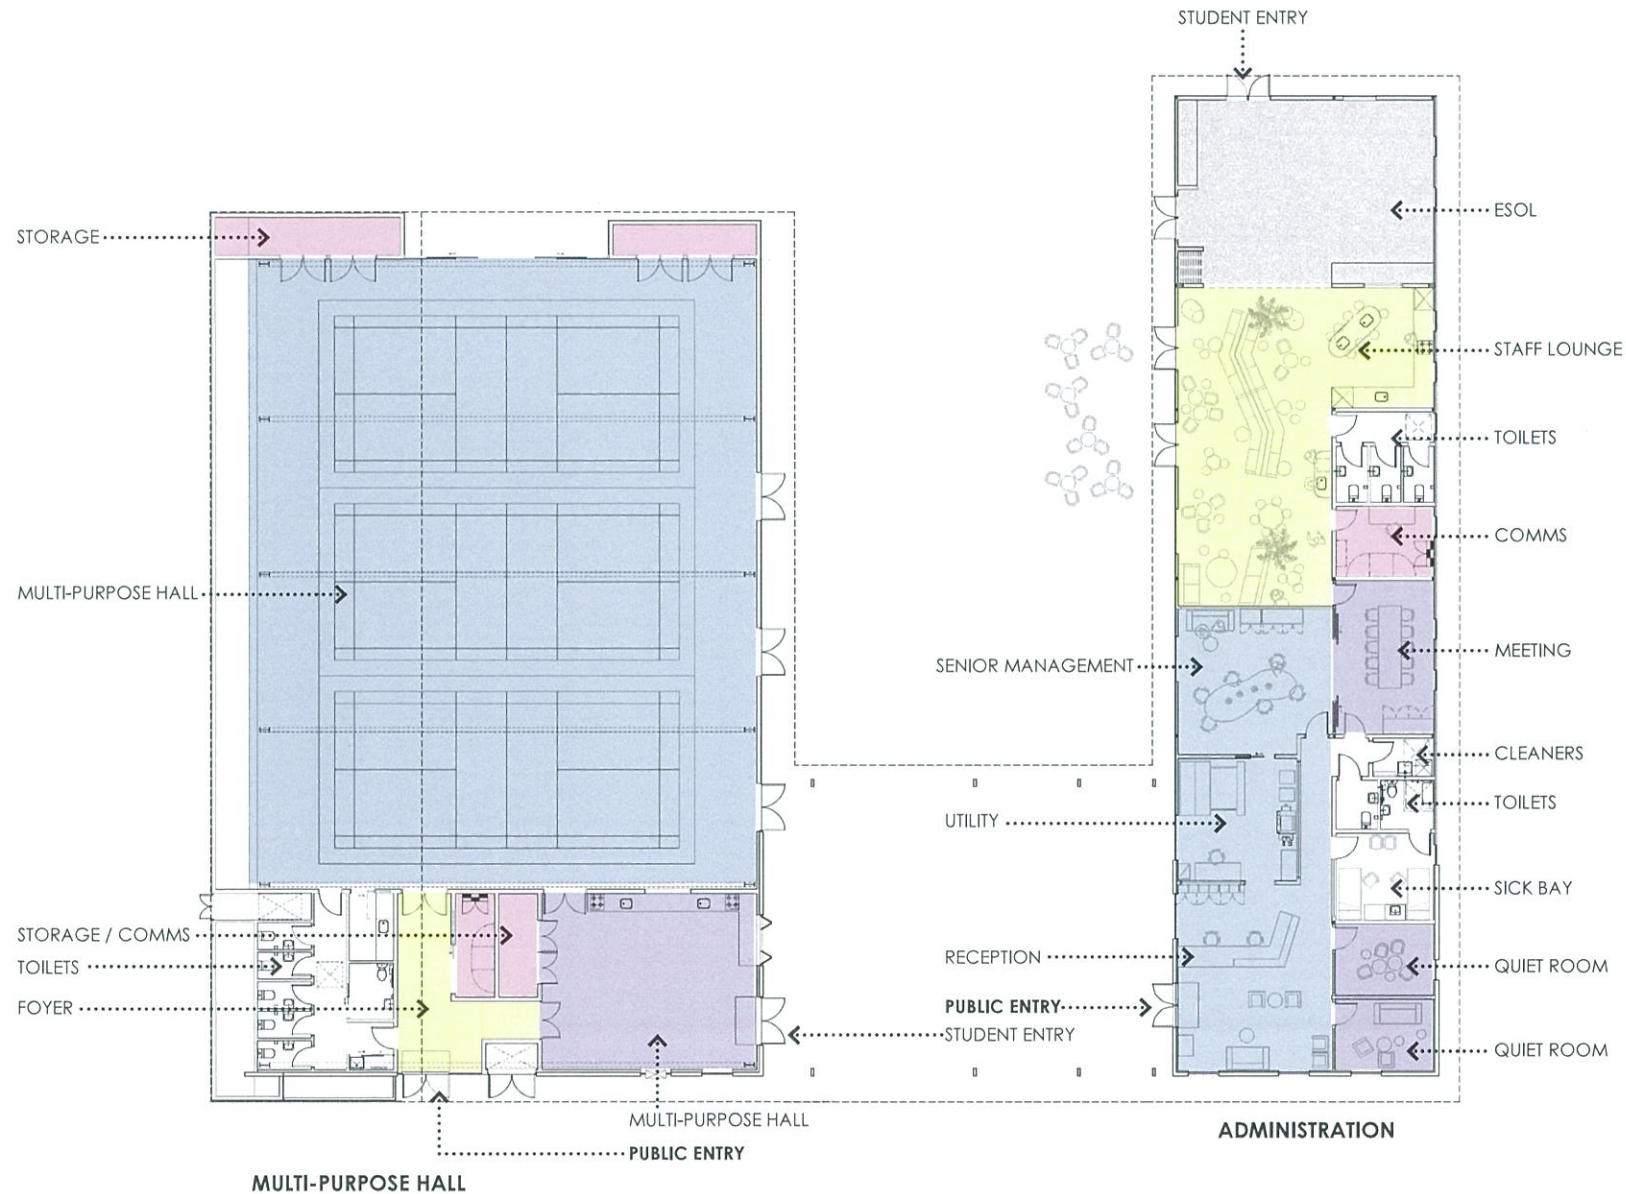 STUDENT ENTRY
STORAGE
MULTI-PURPOSE HALL
STORAGE / COMMS
TOILETS
FOYER
MULTI-PURPOSE HALL
PUBLIC ENTRY
MULTI-PURPOSE HALL
SENIOR MANAGEMENT
UTILITY
RECEPTION
PUBLIC ENTRY
STUDENT ENTRY
ESOL
STAFF LOUNGE
TOILETS
COMMS
MEETING
CLEANERS
TOILETS
SICK BAY
QUIET ROOM
QUIET ROOM
ADMINISTRATION